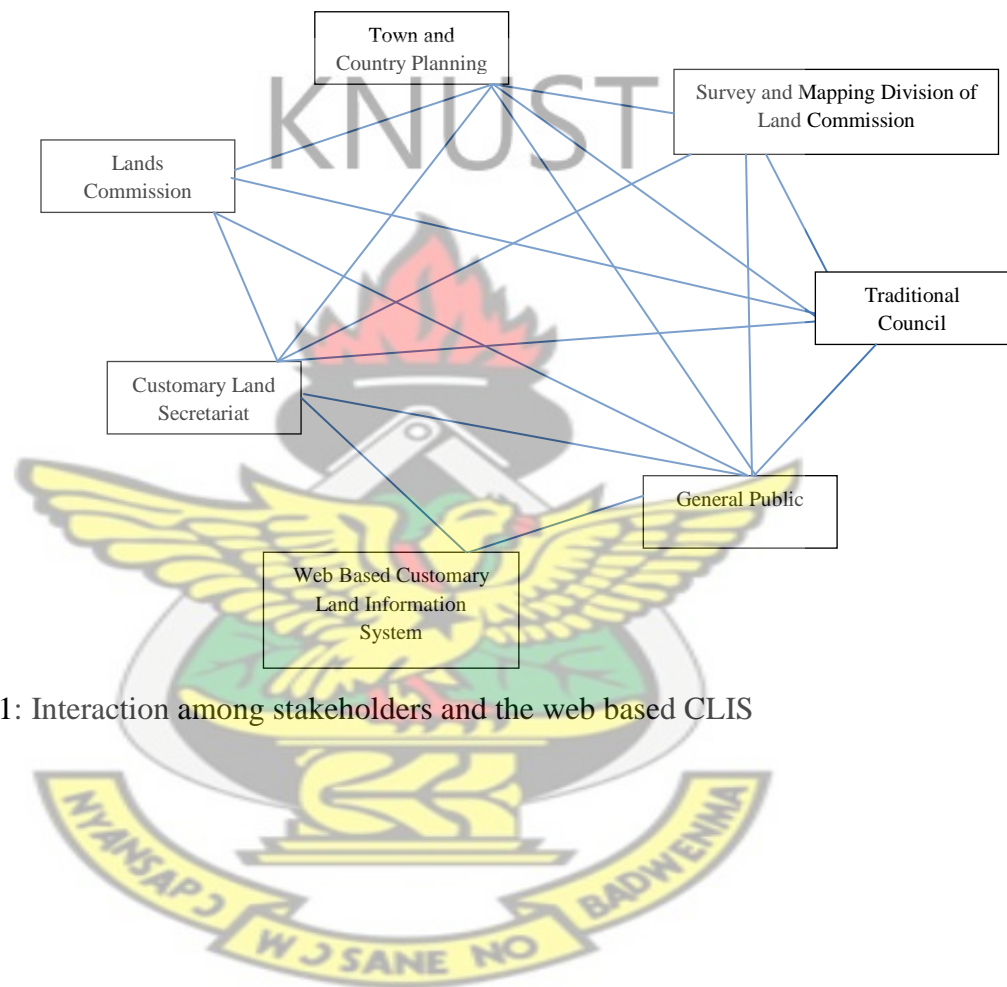 Town and
Country Planning
KNUST
Survey and Mapping Division of
Land Commission
Lands
Commission
Traditional
Council
Customary Land
Secretariat
General Public
Web Based Customary
Land Information
System
1: Interaction among stakeholders and the web based CLIS
NYANSAPƆ
WƆSANE NO
BADWENMA